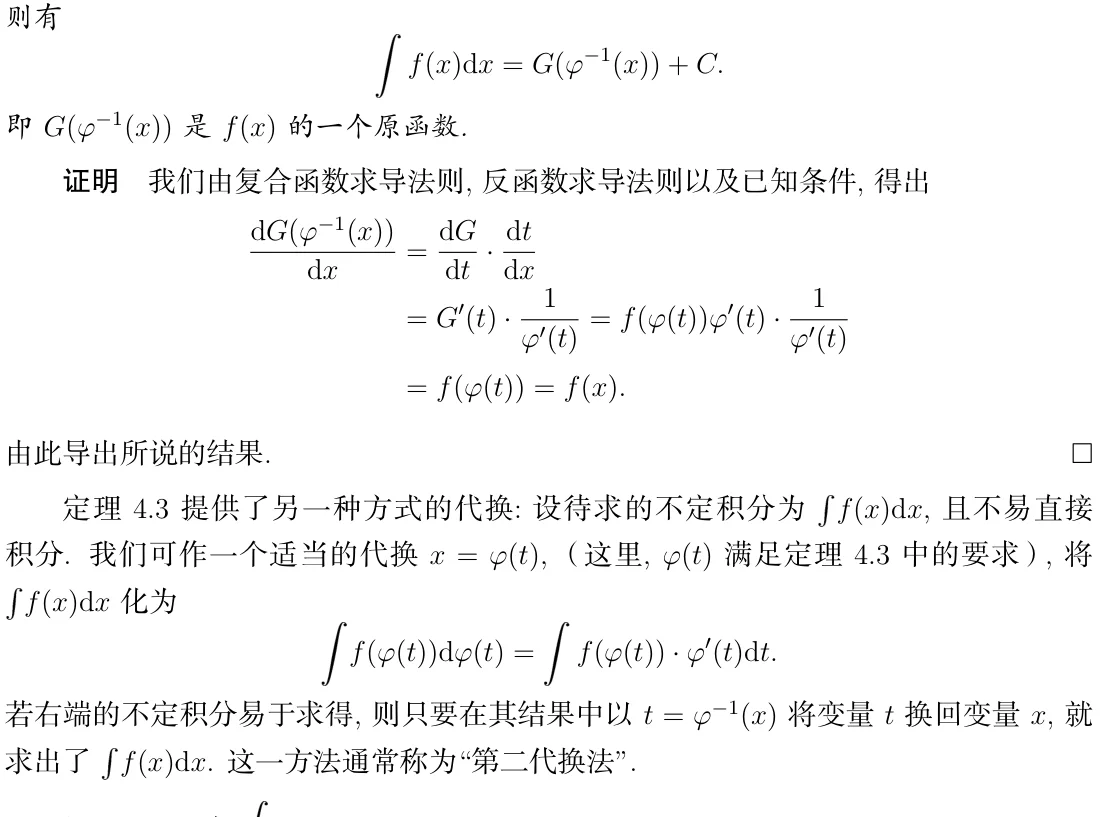 则有
∫ f(x)dx = G(φ⁻¹(x)) + C.
即 G(φ⁻¹(x)) 是 f(x) 的一个原函数.
证明 我们由复合函数求导法则, 反函数求导法则以及已知条件, 得出
dG(φ⁻¹(x))/dx = dG/dt · dt/dx
= G′(t) · 1/φ′(t) = f(φ(t))φ′(t) · 1/φ′(t)
= f(φ(t)) = f(x).
由此导出所说的结果. □
定理 4.3 提供了另一种方式的代换: 设待求的不定积分为 ∫f(x)dx, 且不易直接
积分. 我们可作一个适当的代换 x = φ(t), （这里, φ(t) 满足定理 4.3 中的要求）, 将
∫f(x)dx 化为
∫f(φ(t))dφ(t) = ∫ f(φ(t)) · φ′(t)dt.
若右端的不定积分易于求得, 则只要在其结果中以 t = φ⁻¹(x) 将变量 t 换回变量 x, 就
求出了 ∫f(x)dx. 这一方法通常称为“第二代换法”.